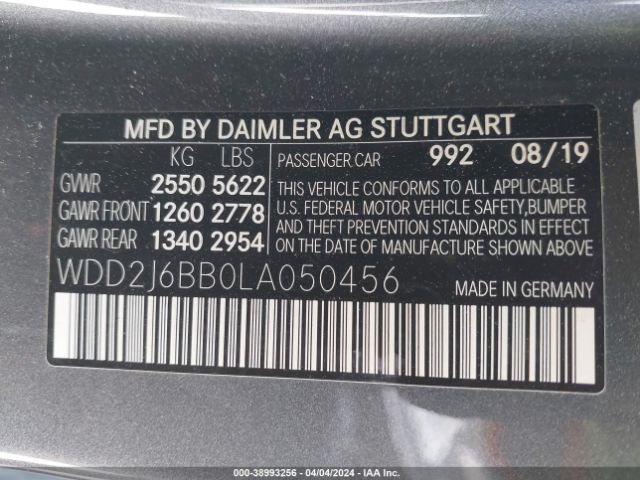 MFD BY DAIMLER AG STUTTGART
KG LBS
GVWR 2550 5622
GAWR FRONT 1260 2778
GAWR REAR 1340 2954
PASSENGER CAR 992 08/19
THIS VEHICLE CONFORMS TO ALL APPLICABLE
U.S. FEDERAL MOTOR VEHICLE SAFETY, BUMPER
AND THEFT PREVENTION STANDARDS IN EFFECT
ON THE DATE OF MANUFACTURE SHOWN ABOVE.
WDD2J6BB0LA050456
MADE IN GERMANY
000-38993256 - 04/04/2024 - IAAI.COM